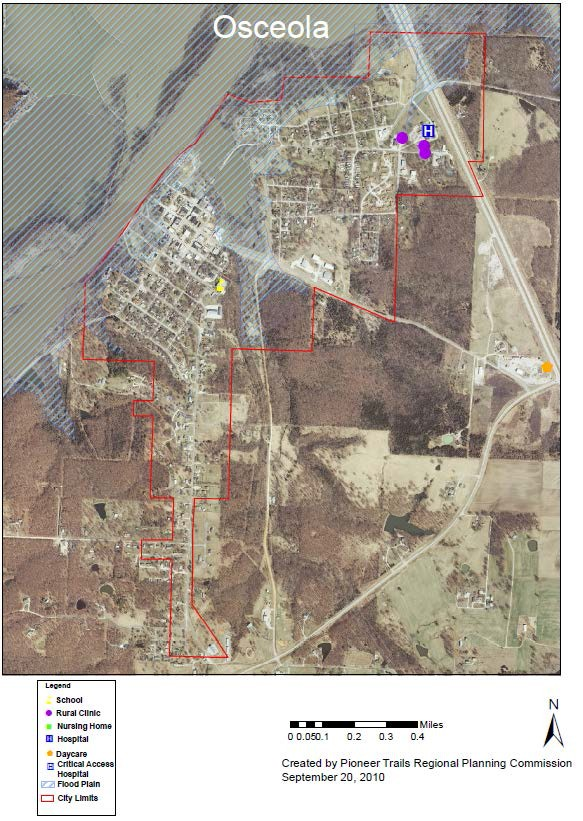 Osceola
H
Legend
School
Rural Clinic
Nursing Home
H Hospital
Daycare
H Critical Access
Hospital
Flood Plain
City Limits
0 0.050.1 0.2 0.3 0.4 Miles
N
Created by Pioneer Trails Regional Planning Commission
September 20, 2010